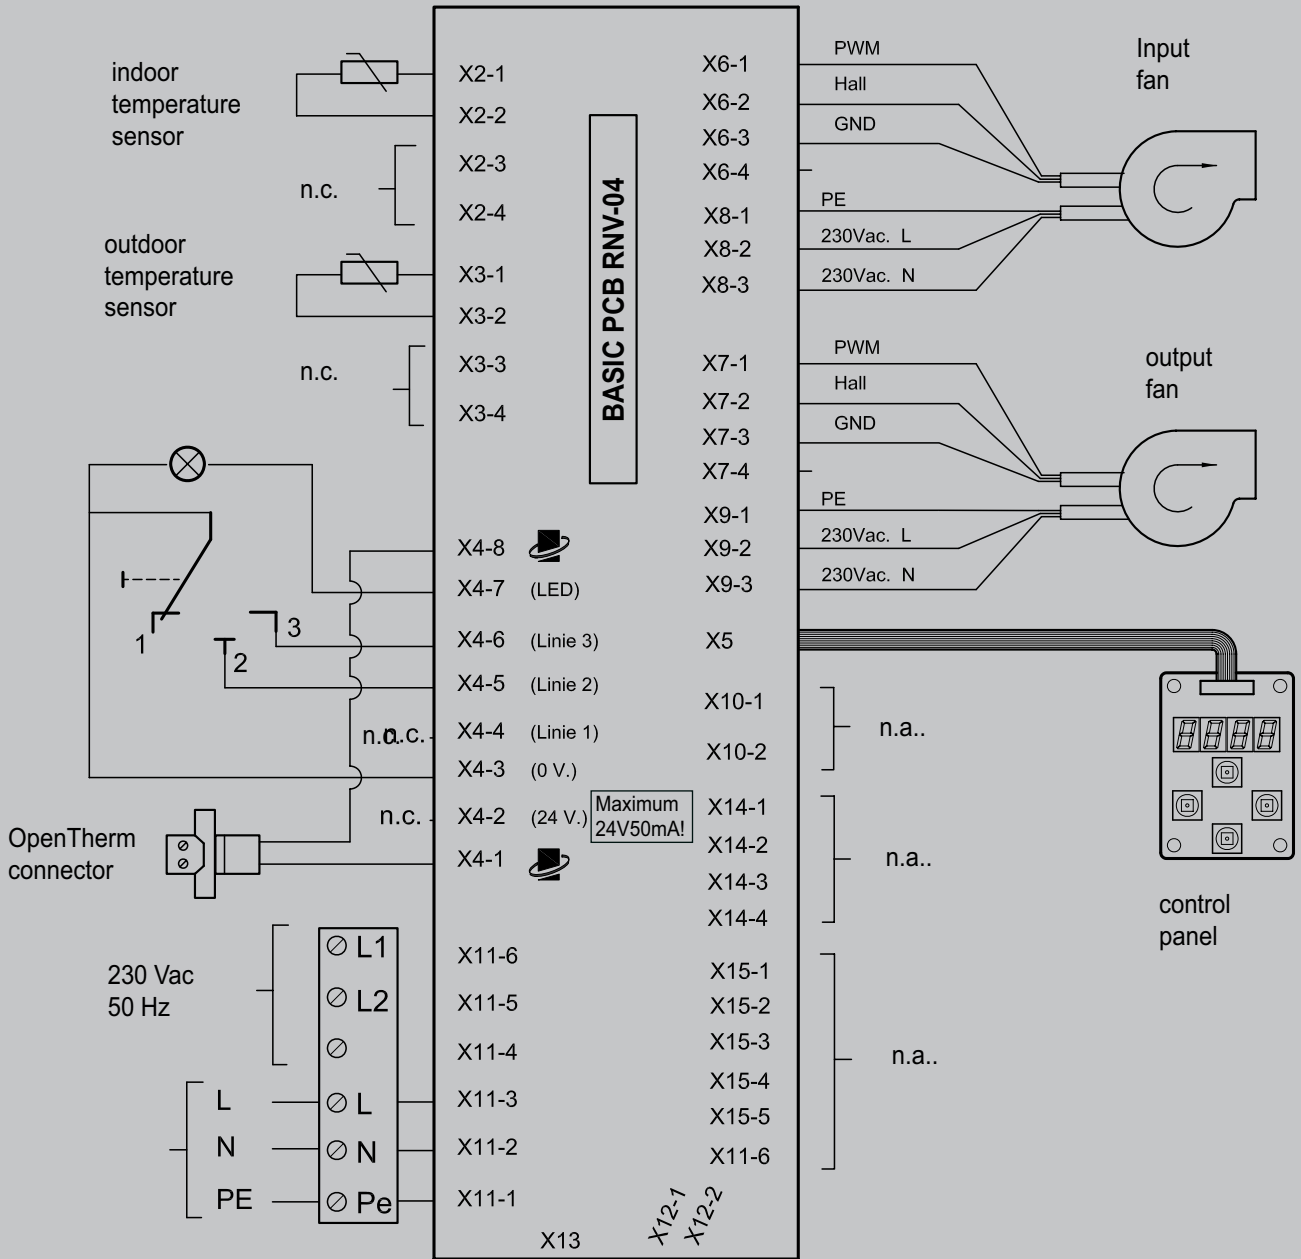 indoor
temperature
sensor
X2-1
X2-2
X2-3
n.c.
X2-4
outdoor
temperature
sensor
X3-1
X3-2
X3-3
n.c.
X3-4
1
2
3
X4-8
X4-7 (LED)
X4-6 (Linie 3)
X4-5 (Linie 2)
n.c. n.c. X4-4 (Linie 1)
X4-3 (0 V.)
n.c. X4-2 (24 V.)
Maximum
24V50mA!
X4-1
OpenTherm
connector
230 Vac
50 Hz
L1
L2
L L
N N
PE Pe
X11-6
X11-5
X11-4
X11-3
X11-2
X11-1
BASIC PCB RNV-04
X13
X12-1
X12-2
X6-1 PWM
X6-2 Hall
X6-3 GND
X6-4
X8-1 PE
X8-2 230Vac. L
X8-3 230Vac. N
Input
fan
X7-1 PWM
X7-2 Hall
X7-3 GND
X7-4
X9-1 PE
X9-2 230Vac. L
X9-3 230Vac. N
output
fan
X5
8888
control
panel
X10-1
n.a..
X10-2
X14-1
X14-2
n.a..
X14-3
X14-4
X15-1
X15-2
X15-3
n.a..
X15-4
X15-5
X11-6